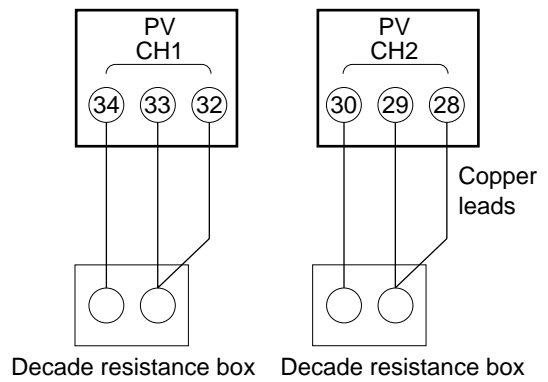 PV
CH1
34 33 32
PV
CH2
30 29 28
Copper
leads
Decade resistance box
Decade resistance box